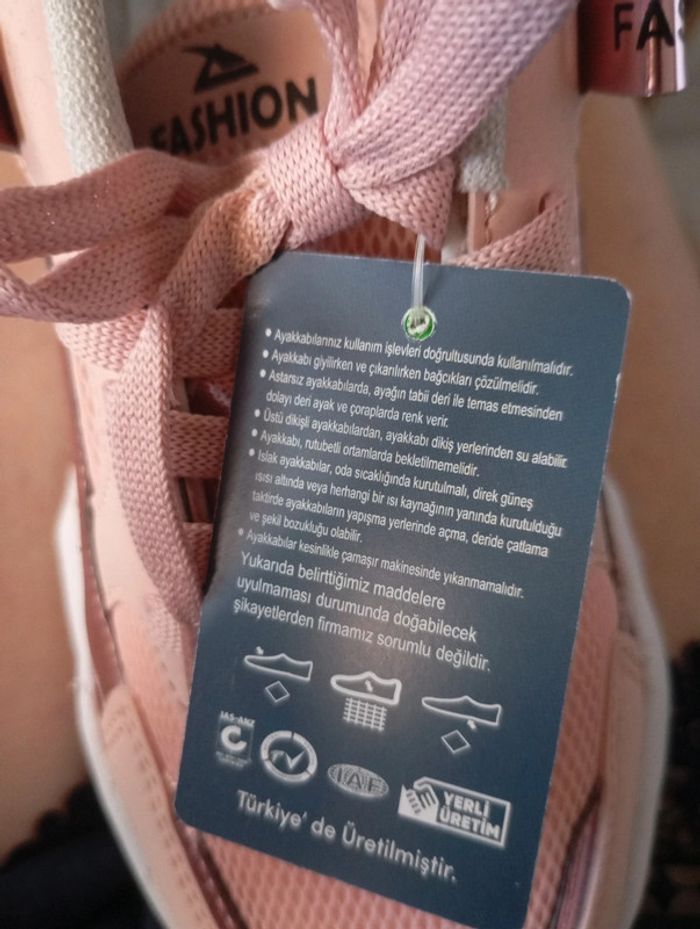 FASHION
FA
• Ayakkabılarınız kullanım işlevleri doğrultusunda kullanılmalıdır.
• Ayakkabı giyilirken ve çıkarılırken bağcıkları çözülmelidir.
• Astarsız ayakkabılarda, ayağın tabii deri ile temas etmesinden
dolayı deri ayak ve çoraplarda renk verir.
• Üstü dikişli ayakkabılardan, ayakkabı dikiş yerlerinden su alabilir.
• Ayakkabı, rutubetli ortamlarda bekletilmemelidir.
• Islak ayakkabılar, oda sıcaklığında kurutulmalı, direk güneş
ısısı altında veya herhangi bir ısı kaynağının yanında kurutulduğu
taktirde ayakkabıların yapışma yerlerinde açma, deride çatlama
ve şekil bozukluğu olabilir.
• Ayakkabılar kesinlikle çamaşır makinesinde yıkanmamalıdır.
Yukarıda belirttiğimiz maddelere
uyulmaması durumunda doğabilecek
şikayetlerden firmamız sorumlu değildir.
IAS-ANZ
IAF
YERLİ
ÜRETİM
Türkiye' de Üretilmiştir.